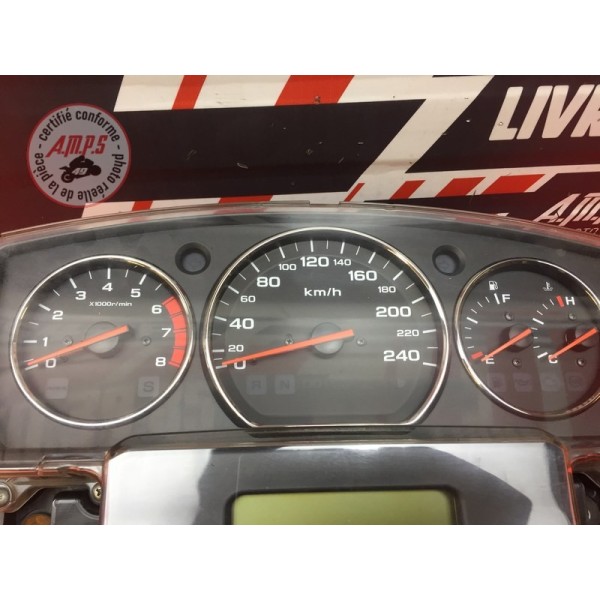 certifié conforme
A.M.P.S
49
photo réelle de la pièce
LIVR
A.M.P.
0
1
2
3
4
5
6
7
8
X1000r/min
S
0
20
40
60
80
100
120
140
160
180
200
220
240
km/h
R N
F
E
H
C